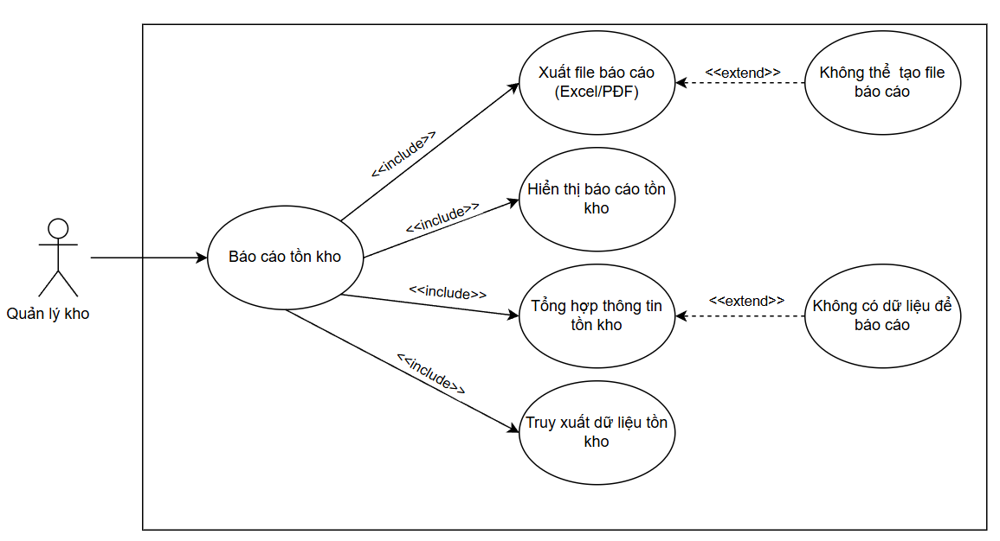 Xuất file báo cáo
(Excel/PĐF)
<<extend>>
Không thể  tạo file
báo cáo
<<include>>
Hiển thị báo cáo tồn
kho
<<include>>
Báo cáo tồn kho
Quản lý kho
<<include>>
Tổng hợp thông tin
tồn kho
<<extend>>
Không có dữ liệu để
báo cáo
<<include>>
Truy xuất dữ liệu tồn
kho